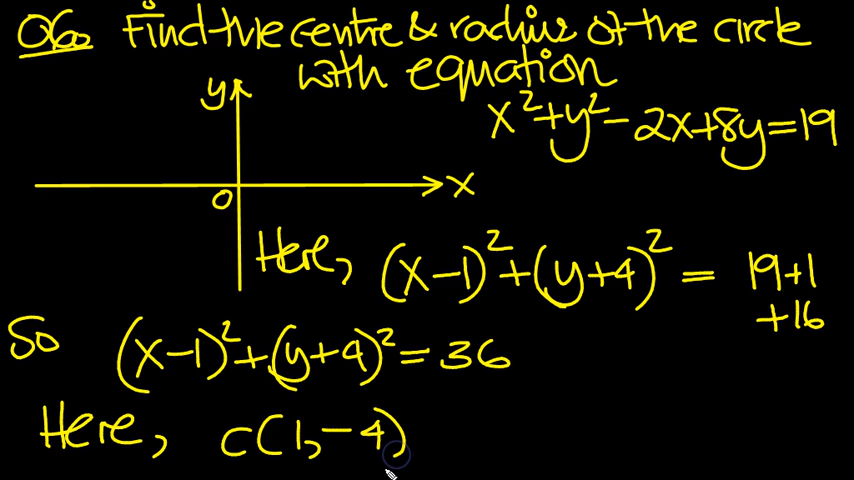 Q6. Find the centre & radius of the circle
with equation
x² + y² - 2x + 8y = 19
y
x
O
Here, (x-1)² + (y+4)² = 19+1
+16
So (x-1)² + (y+4)² = 36
Here, C(1, -4)